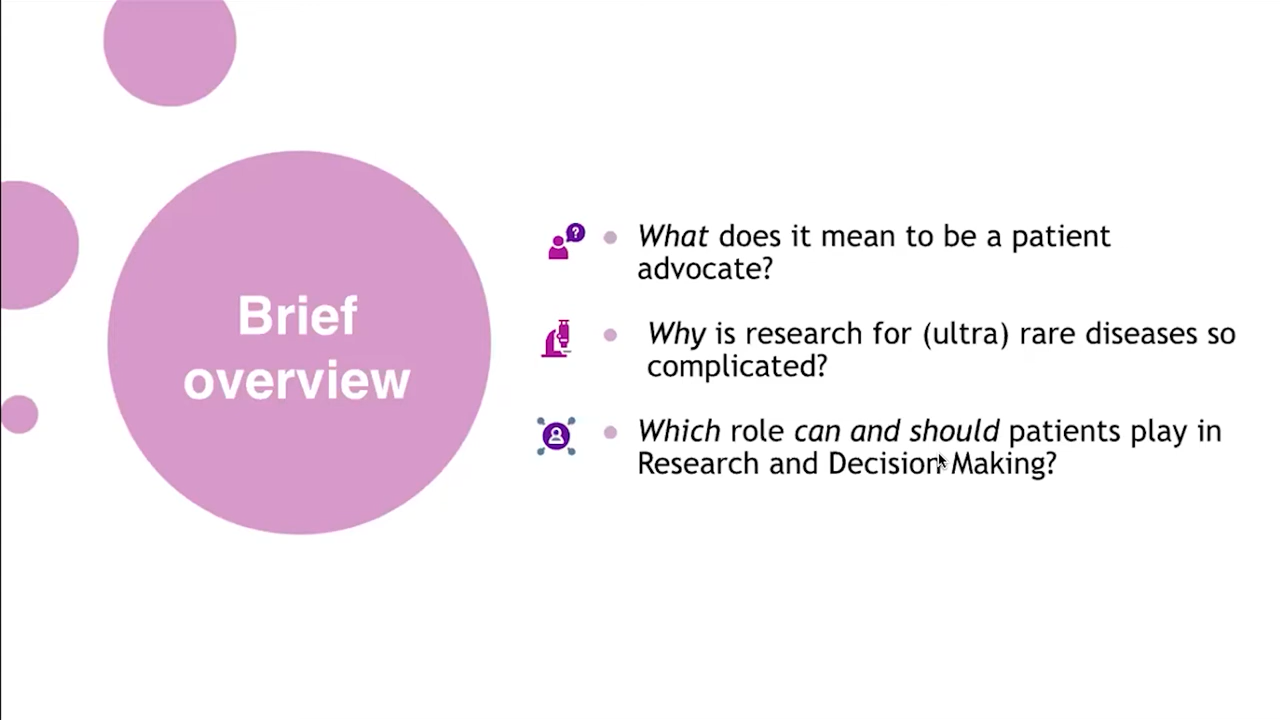 Brief
overview
What does it mean to be a patient
advocate?
Why is research for (ultra) rare diseases so
complicated?
Which role can and should patients play in
Research and Decision Making?